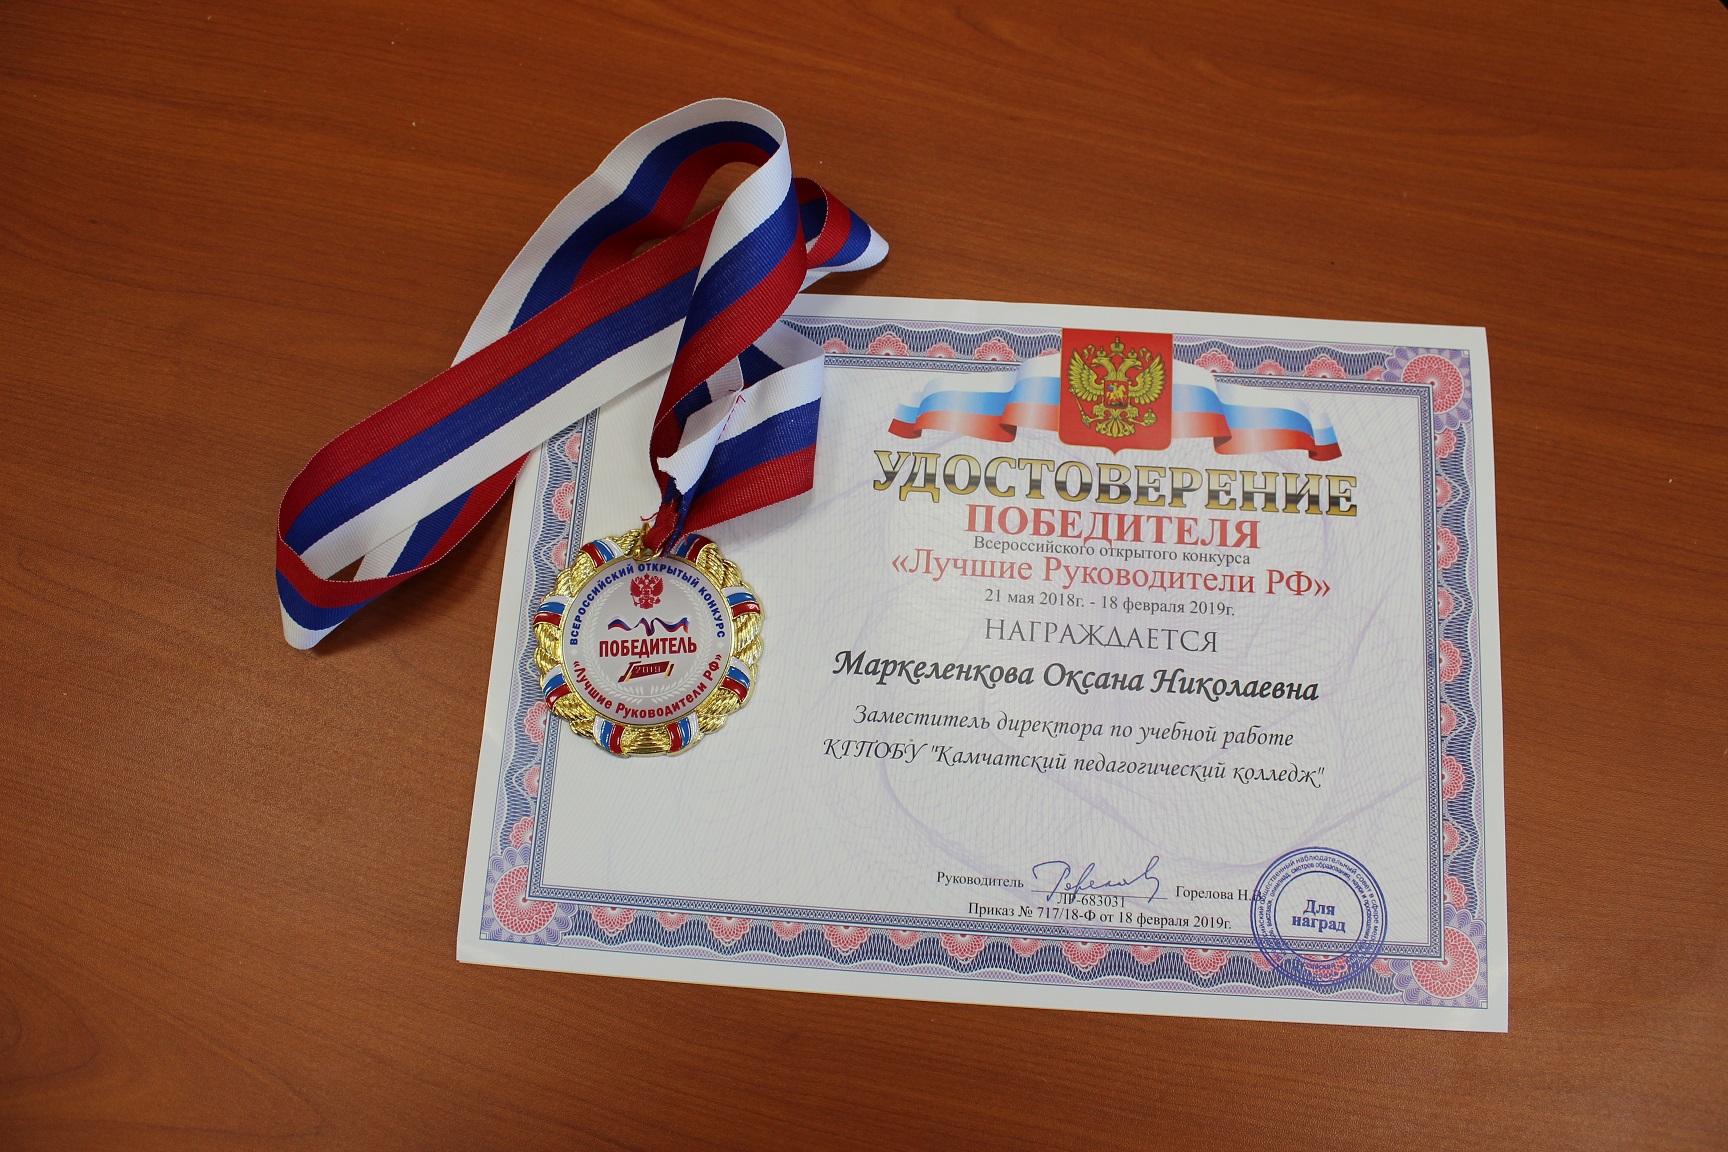 УДОСТОВЕРЕНИЕ
ПОБЕДИТЕЛЯ
Всероссийского открытого конкурса
«Лучшие Руководители РФ»
21 мая 2018г. - 18 февраля 2019г.
НАГРАЖДАЕТСЯ
Маркеленкова Оксана Николаевна
Заместитель директора по учебной работе
КГПОБУ "Камчатский педагогический колледж"
Руководитель
Горелова Н.
ЛР-683031
Приказ № 717/18-Ф от 18 февраля 2019г.
Для
наград
ВСЕРОССИЙСКИЙ ОТКРЫТЫЙ КОНКУРС
ПОБЕДИТЕЛЬ
2019
«Лучшие Руководители РФ»